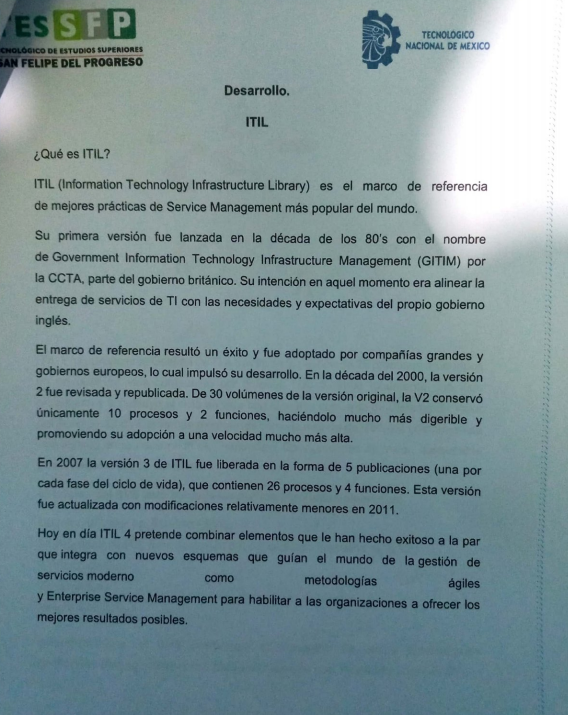 ESSFP
TECNOLÓGICO
NACIONAL DE MÉXICO
CNOLÓGICO DE ESTUDIOS SUPERIORES
SAN FELIPE DEL PROGRESO
Desarrollo.
ITIL
¿Qué es ITIL?
ITIL (Information Technology Infrastructure Library) es el marco de referencia
de mejores prácticas de Service Management más popular del mundo.
Su primera versión fue lanzada en la década de los 80's con el nombre
de Government Information Technology Infrastructure Management (GITIM) por
la CCTA, parte del gobierno británico. Su intención en aquel momento era alinear la
entrega de servicios de TI con las necesidades y expectativas del propio gobierno
inglés.
El marco de referencia resultó un éxito y fue adoptado por compañías grandes y
gobiernos europeos, lo cual impulsó su desarrollo. En la década del 2000, la versión
2 fue revisada y republicada. De 30 volúmenes de la versión original, la V2 conservó
únicamente 10 procesos y 2 funciones, haciéndolo mucho más digerible y
promoviendo su adopción a una velocidad mucho más alta.
En 2007 la versión 3 de ITIL fue liberada en la forma de 5 publicaciones (una por
cada fase del ciclo de vida), que contienen 26 procesos y 4 funciones. Esta versión
fue actualizada con modificaciones relativamente menores en 2011.
Hoy en día ITIL 4 pretende combinar elementos que le han hecho exitoso a la par
que integra con nuevos esquemas que guían el mundo de la gestión de
servicios moderno como metodologías ágiles
y Enterprise Service Management para habilitar a las organizaciones a ofrecer los
mejores resultados posibles.